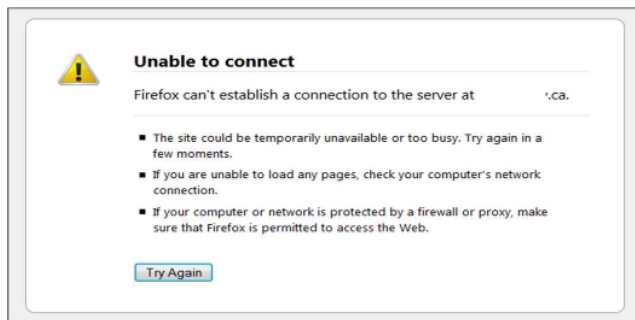 Unable to connect
Firefox can't establish a connection to the server at .ca.
■ The site could be temporarily unavailable or too busy. Try again in a
few moments.
■ If you are unable to load any pages, check your computer's network
connection.
■ If your computer or network is protected by a firewall or proxy, make
sure that Firefox is permitted to access the Web.
Try Again